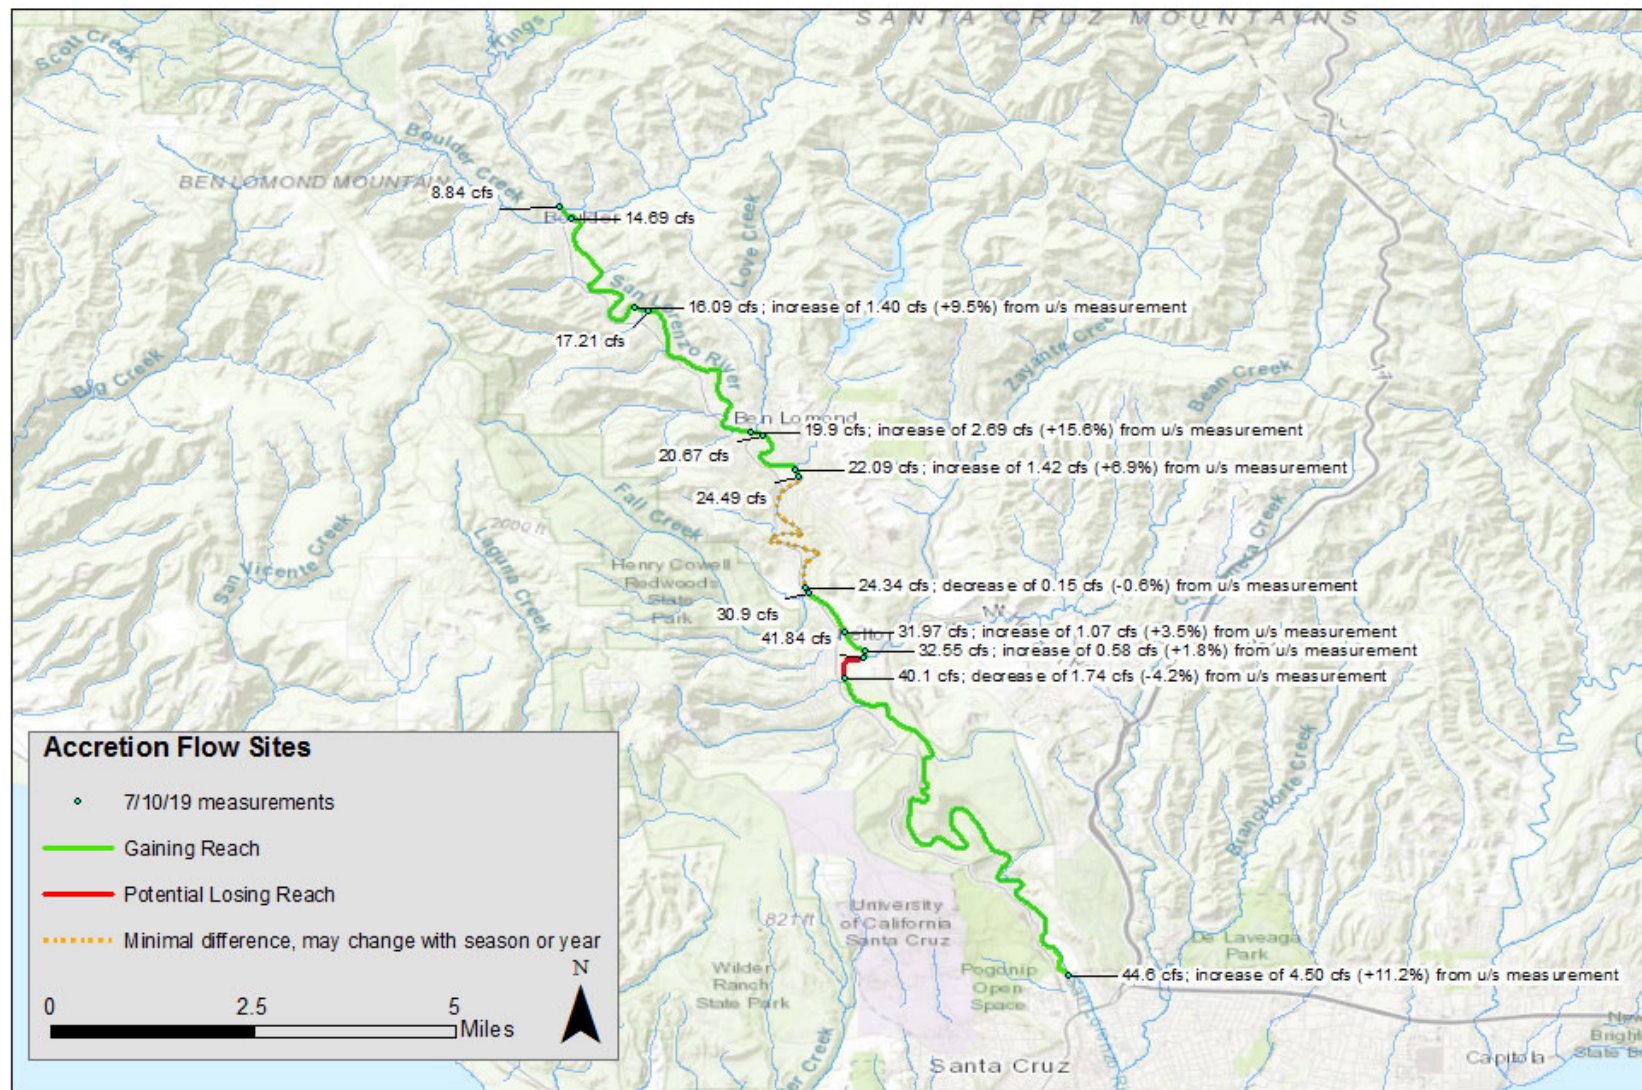 SANTA CRUZ MOUNTAINS
Tings
Scott Creek
Boulder Creek
BEN LOMOND MOUNTAIN
8.84 cfs
Boulder
14.69 cfs
Love Creek
San Lorenzo River
16.09 cfs; increase of 1.40 cfs (+9.5%) from u/s measurement
17.21 cfs
Zayante Creek
17
Big Creek
Bean Creek
Ben Lomond
19.9 cfs; increase of 2.69 cfs (+15.6%) from u/s measurement
20.67 cfs
22.09 cfs; increase of 1.42 cfs (+6.9%) from u/s measurement
24.49 cfs
Fall Creek
2000 ft
Laguna Creek
San Vicente Creek
Henry Cowell
Redwoods
State
Park
24.34 cfs; decrease of 0.15 cfs (-0.6%) from u/s measurement
30.9 cfs
31.97 cfs; increase of 1.07 cfs (+3.5%) from u/s measurement
41.84 cfs
32.55 cfs; increase of 0.58 cfs (+1.8%) from u/s measurement
40.1 cfs; decrease of 1.74 cfs (-4.2%) from u/s measurement
Branciforte Creek
Accretion Flow Sites
7/10/19 measurements
Gaining Reach
Potential Losing Reach
Minimal difference, may change with season or year
N
0 2.5 5
Miles
821 ft
University
of California
Santa Cruz
Wilder
Ranch
State Park
Pogonip
Open
Space
De Laveaga
Park
44.6 cfs; increase of 4.50 cfs (+11.2%) from u/s measurement
Santa Cruz
Capitola
New
Bright
State B